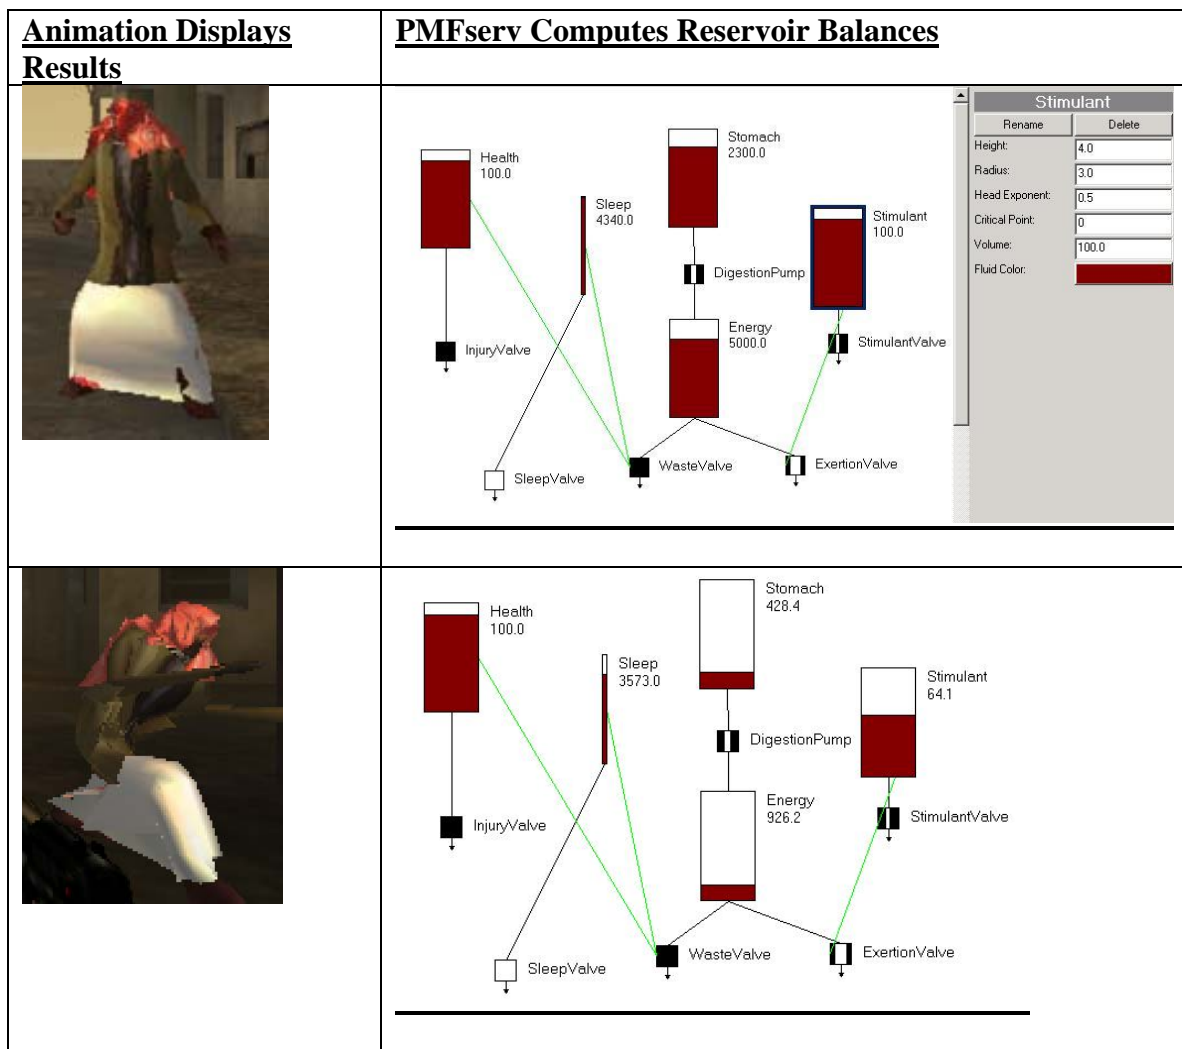 Animation Displays
Results
PMFserv Computes Reservoir Balances
Health
100.0
Sleep
4340.0
Stomach
2300.0
Stimulant
100.0
DigestionPump
Energy
5000.0
InjuryValve
StimulantValve
SleepValve
WasteValve
ExertionValve
Stimulant
Rename Delete
Height: 4.0
Radius: 3.0
Head Exponent: 0.5
Critical Point: 0
Volume: 100.0
Fluid Color:
Health
100.0
Sleep
3573.0
Stomach
428.4
Stimulant
64.1
DigestionPump
Energy
926.2
InjuryValve
StimulantValve
SleepValve
WasteValve
ExertionValve